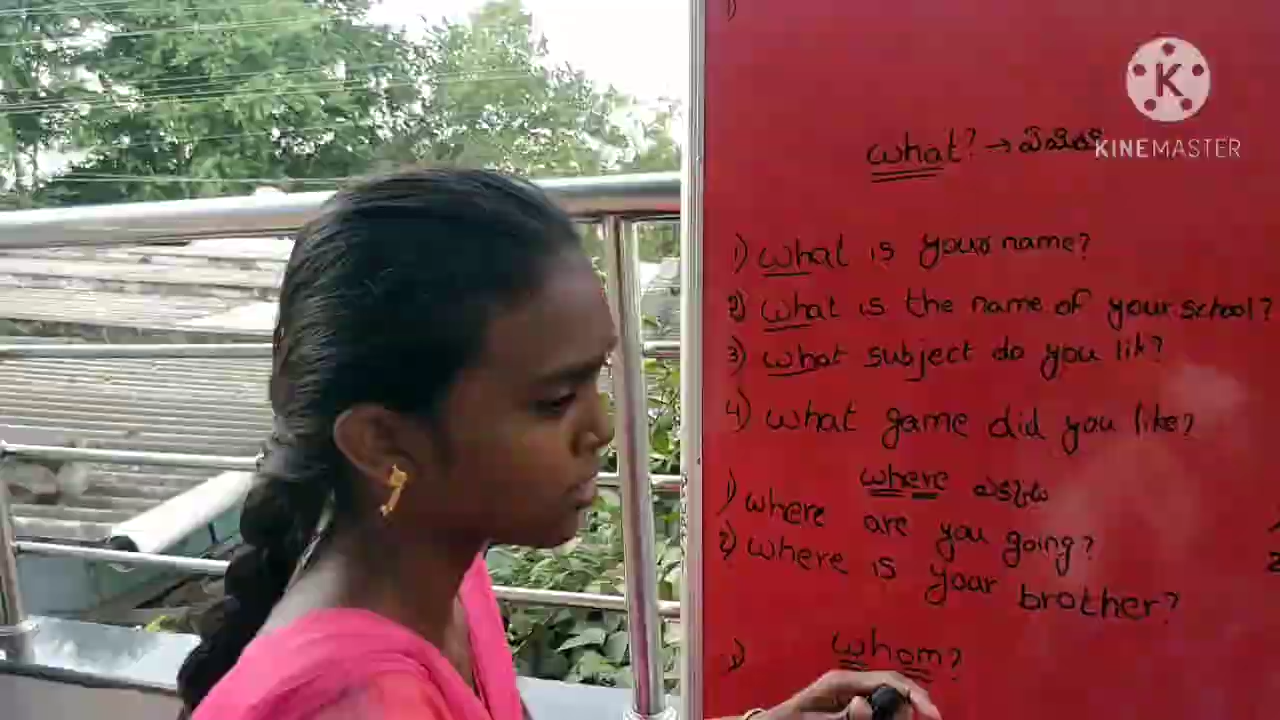 1)
what? → ఏమిటి
KINEMASTER
1) what is your name?
2) what is the name of your school?
3) what subject do you lik?
4) what game did you like?
where ఎక్కడ
1) where are you going?
2) where is your brother?
whom?
1)